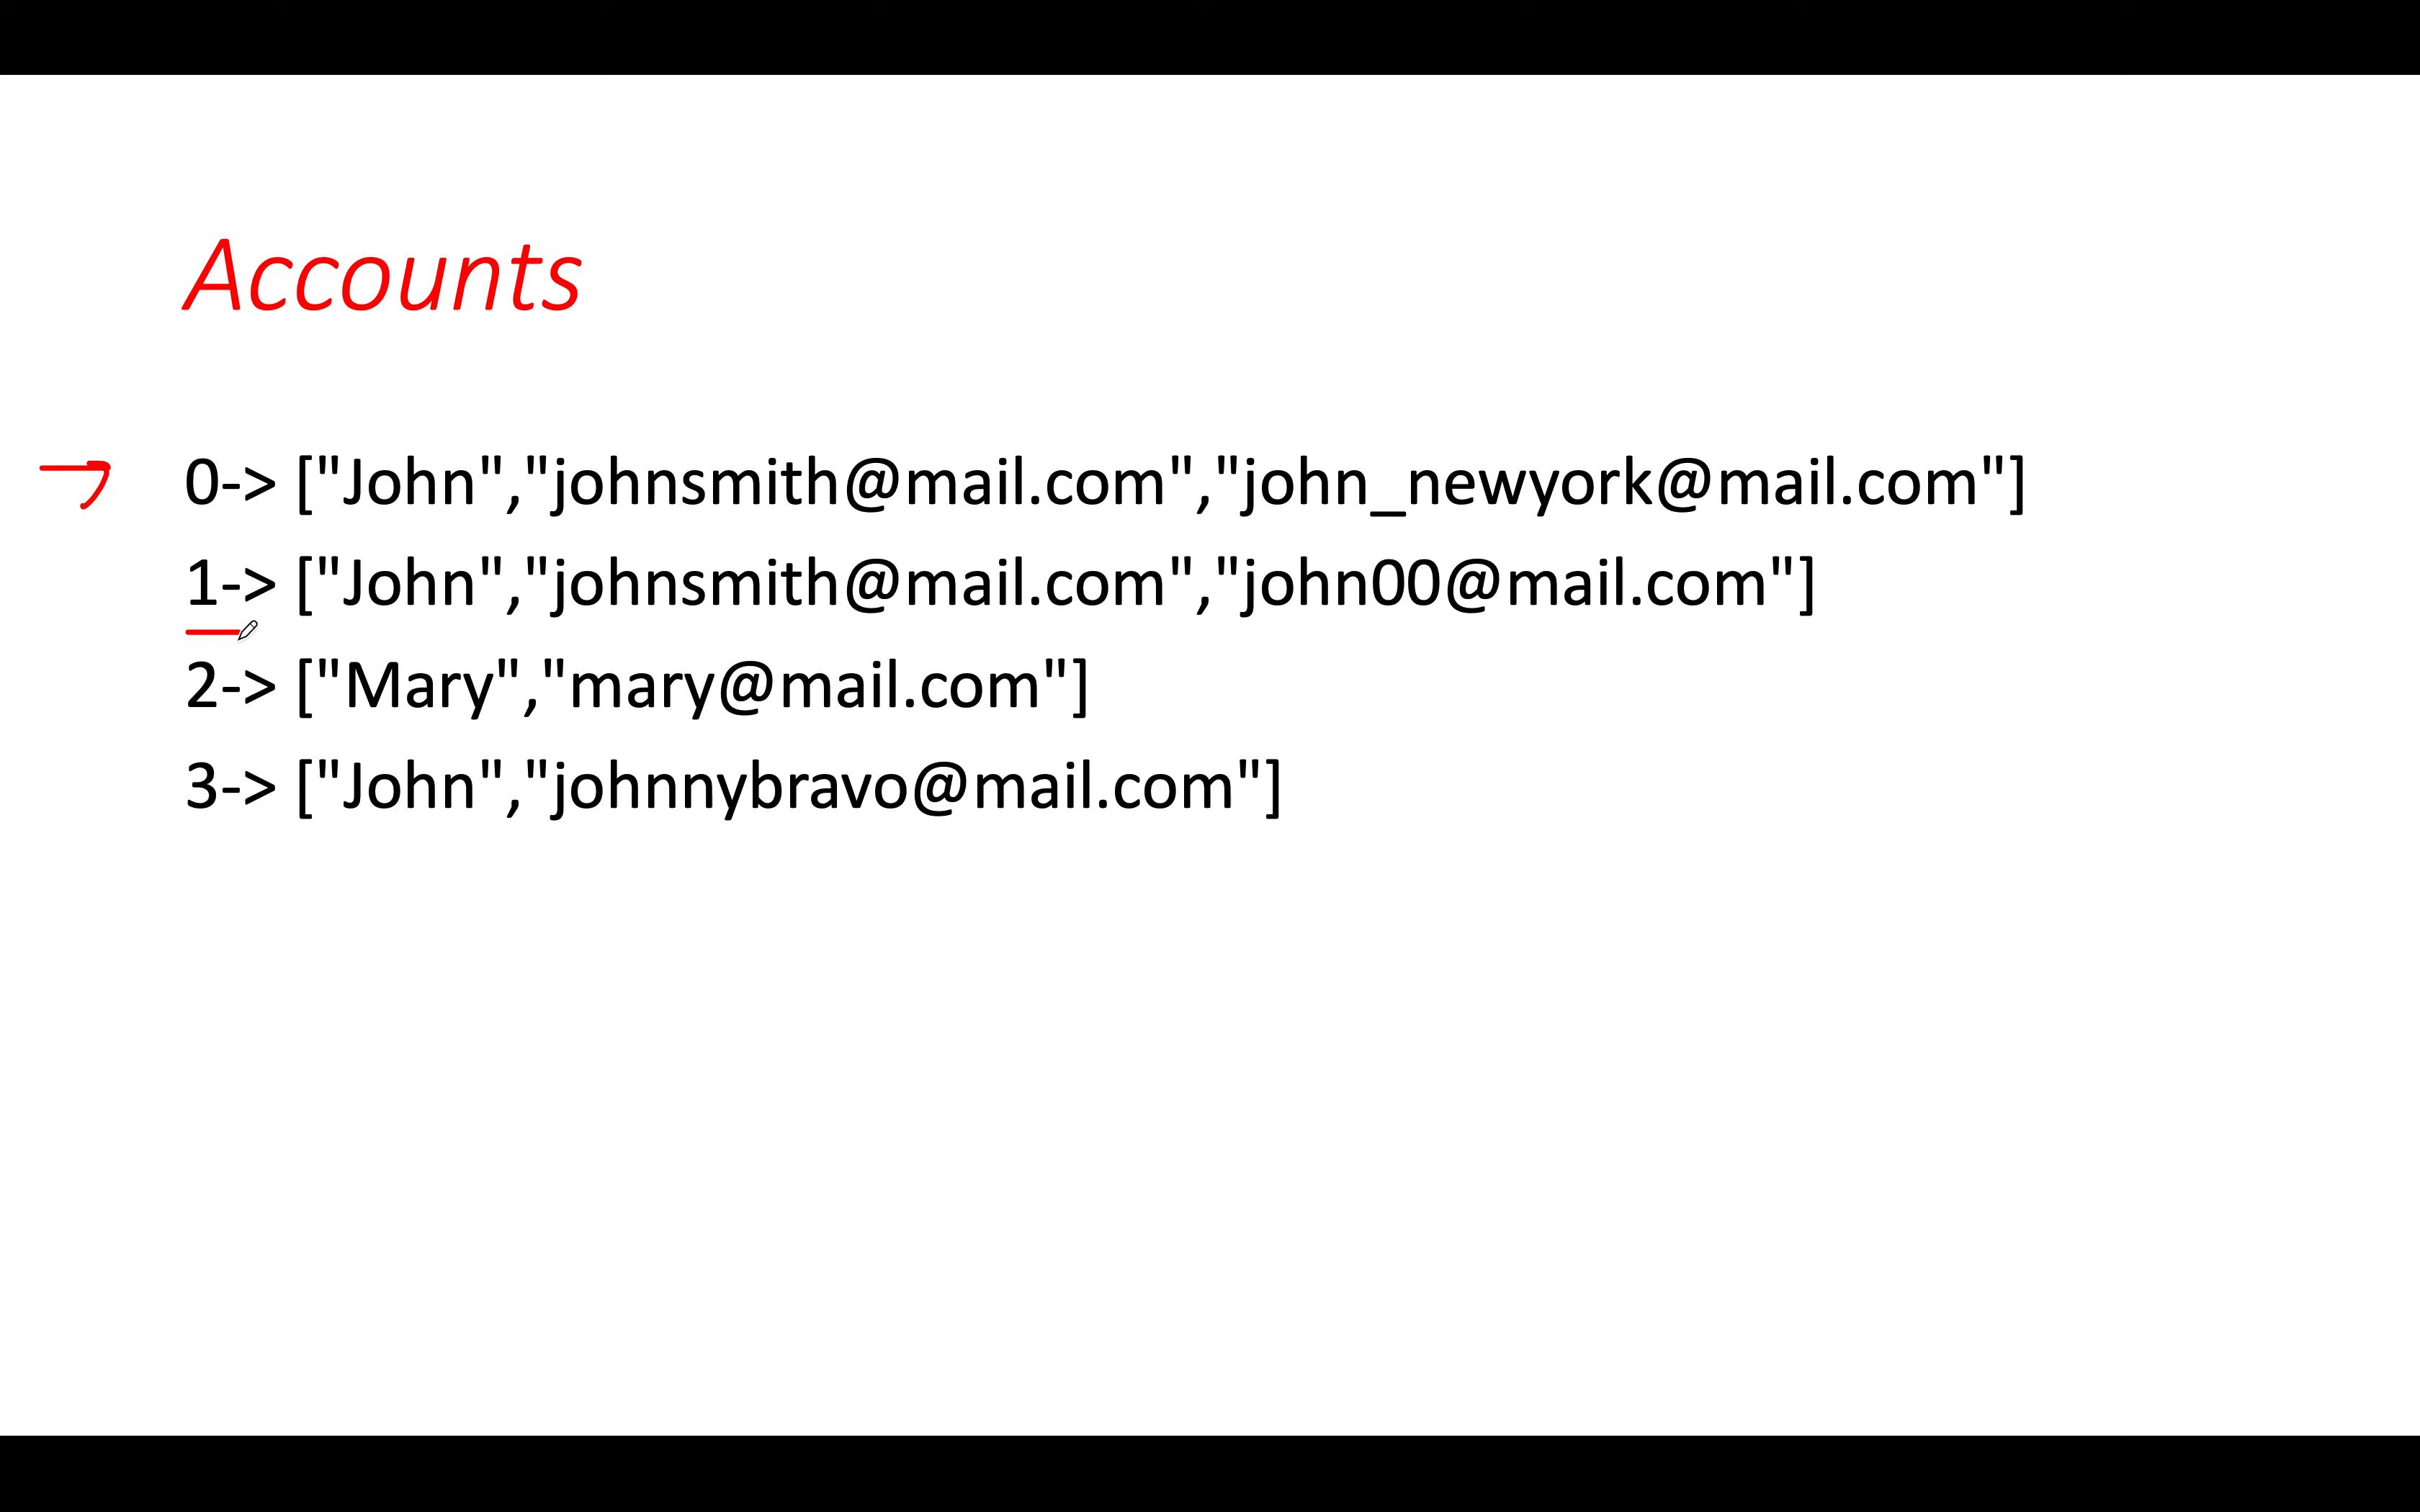 Accounts
0-> ["John","johnsmith@mail.com","john_newyork@mail.com"]
1-> ["John","johnsmith@mail.com","john00@mail.com"]
2-> ["Mary","mary@mail.com"]
3-> ["John","johnnybravo@mail.com"]